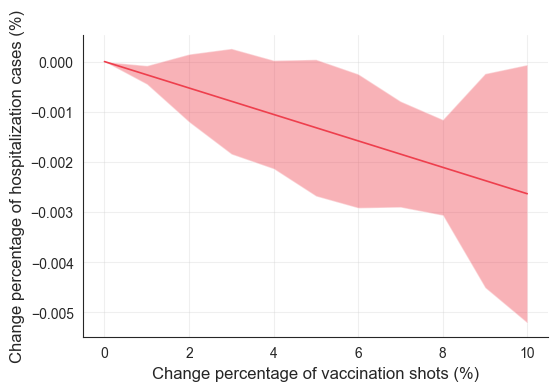 Change percentage of hospitalization cases (%)
0.000
−0.001
−0.002
−0.003
−0.004
−0.005
0 2 4 6 8 10
Change percentage of vaccination shots (%)